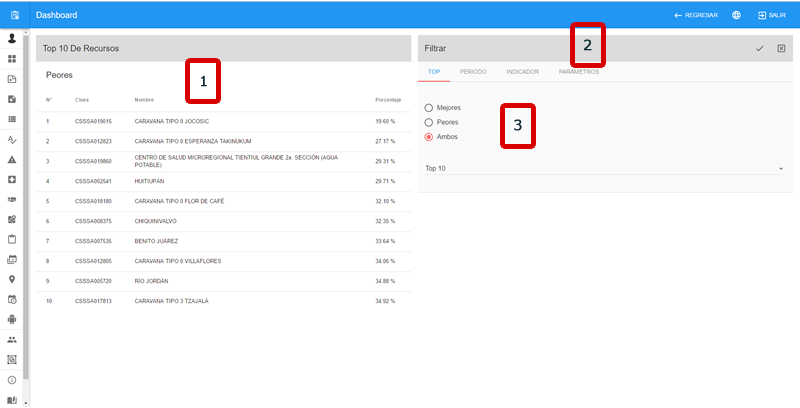 Dashboard
REGRESAR
SALIR
Top 10 De Recursos
1
Peores
N° Clues Nombre Porcentaje
1 CSSSA019015 CARAVANA TIPO 0 JOCOSIC 19.60 %
2 CSSSA012823 CARAVANA TIPO 0 ESPERANZA TAKINUKUM 27.17 %
3 CSSSA019860 CENTRO DE SALUD MICROREGIONAL TIENTIUL GRANDE 2a. SECCIÓN (AGUA 29.31 %
POTABLE)
4 CSSSA002541 HUITIUPÁN 29.71 %
5 CSSSA018180 CARAVANA TIPO 0 FLOR DE CAFÉ 32.10 %
6 CSSSA008375 CHIQUINIVALVO 32.35 %
7 CSSSA007535 BENITO JUÁREZ 33.64 %
8 CSSSA012805 CARAVANA TIPO 0 VILLAFLORES 34.06 %
9 CSSSA005720 RÍO JORDÁN 34.88 %
10 CSSSA017813 CARAVANA TIPO 3 TZAJALÁ 34.92 %
Filtrar
2
TOP PERIODO INDICADOR PARAMETROS
Mejores
Peores
Ambos
3
Top 10